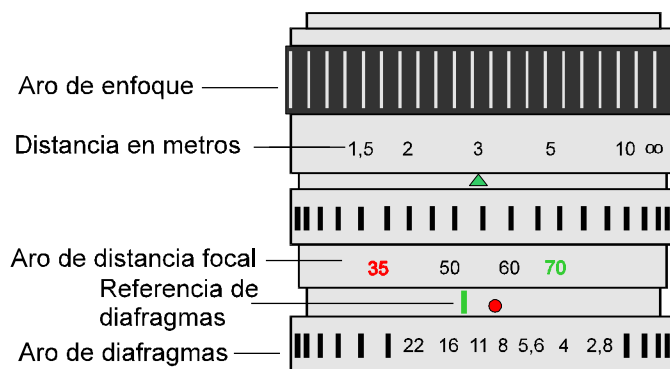 Aro de enfoque
Distancia en metros
1,5 2 3 5 10 ∞
Aro de distancia focal
35 50 60 70
Referencia de
diafragmas
Aro de diafragmas
22 16 11 8 5,6 4 2,8